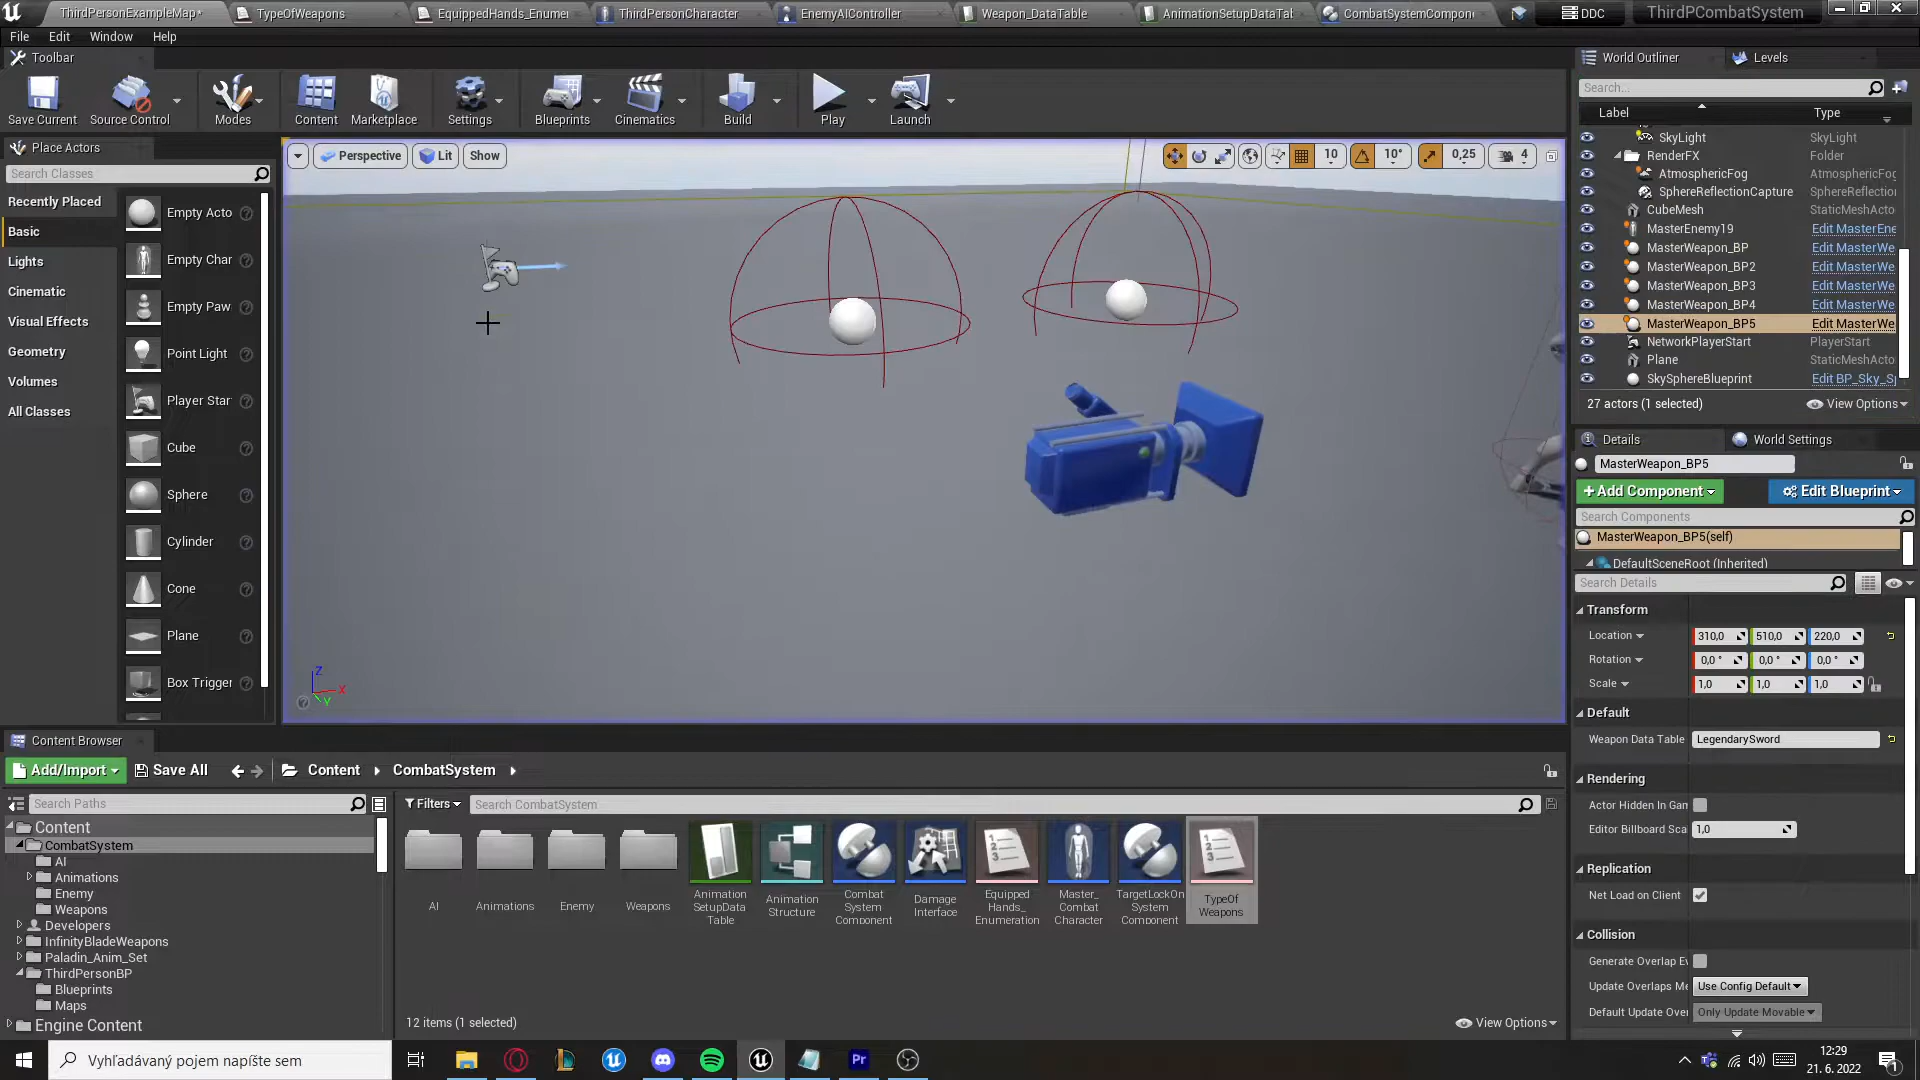 ThirdPersonExampleMap*
TypeOfWeapons
EquippedHands_Enumer
ThirdPersonCharacter
EnemyAIController
Weapon_DataTable
AnimationSetupDataTabl
CombatSystemCompon
DDC
ThirdPCombatSystem
File Edit Window Help
Toolbar
Save Current
Source Control
Modes
Content
Marketplace
Settings
Blueprints
Cinematics
Build
Play
Launch
Place Actors
Search Classes
Recently Placed
Basic
Lights
Cinematic
Visual Effects
Geometry
Volumes
All Classes
Empty Acto
Empty Char
Empty Paw
Point Light
Player Star
Cube
Sphere
Cylinder
Cone
Plane
Box Trigger
Perspective
Lit
Show
10
10°
0,25
4
Z
X
Y
World Outliner
Levels
Search...
Label Type
SkyLight SkyLight
RenderFX Folder
AtmosphericFog AtmosphericFog
SphereReflectionCapture SphereReflectio
CubeMesh StaticMeshActo
MasterEnemy19 Edit MasterEne
MasterWeapon_BP Edit MasterWe
MasterWeapon_BP2 Edit MasterWe
MasterWeapon_BP3 Edit MasterWe
MasterWeapon_BP4 Edit MasterWe
MasterWeapon_BP5 Edit MasterWe
NetworkPlayerStart PlayerStart
Plane StaticMeshActo
SkySphereBlueprint Edit BP_Sky_Sp
27 actors (1 selected)
View Options
Details
World Settings
MasterWeapon_BP5
+Add Component
Edit Blueprint
Search Components
MasterWeapon_BP5(self)
DefaultSceneRoot (Inherited)
Search Details
Transform
Location 310,0 510,0 220,0
Rotation 0,0 ° 0,0 ° 0,0 °
Scale 1,0 1,0 1,0
Default
Weapon Data Table LegendarySword
Rendering
Actor Hidden In Gam
Editor Billboard Sca 1,0
Replication
Net Load on Client
Collision
Generate Overlap Ev
Update Overlaps Me Use Config Default
Default Update Over Only Update Movable
Content Browser
Add/Import
Save All
Content
CombatSystem
Search Paths
Filters
Search CombatSystem
Content
CombatSystem
AI
Animations
Enemy
Weapons
Developers
InfinityBladeWeapons
Paladin_Anim_Set
ThirdPersonBP
Blueprints
Maps
Engine Content
AI
Animations
Enemy
Weapons
Animation
SetupData
Table
Animation
Structure
Combat
System
Component
Damage
Interface
Equipped
Hands_
Enumeration
Master_
Combat
Character
TargetLockOn
System
Component
TypeOf
Weapons
12 items (1 selected)
View Options
Vyhľadávaný pojem napíšte sem
Pr
12:29
21. 6. 2022
1